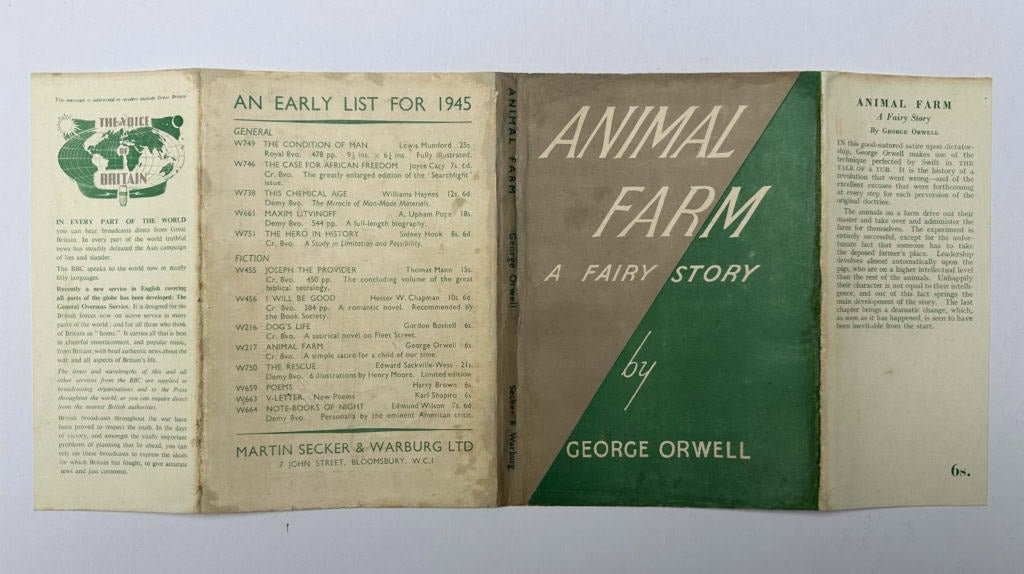 This message is addressed to readers outside Great Britain
THE VOICE
OF
BRITAIN
IN EVERY PART OF THE WORLD
you can hear broadcasts direct from Great
Britain. In every part of the world truthful
news has steadily defeated the Axis campaign
of lies and slander.
The BBC speaks to the world now in nearly
fifty languages.
Recently a new service in English covering
all parts of the globe has been developed: The
General Overseas Service. It is designed for the
British forces now on active service in many
parts of the world; and for all those who think
of Britain as "home." It carries all that is best
in cheerful entertainment, and popular music,
from Britain; with brief authentic news about the
war, and all aspects of Britain's life.
The times and wavelengths of this and all
other services from the BBC are supplied to
broadcasting organisations and to the Press
throughout the world; or you can enquire direct
from the nearest British authorities.
British broadcasts throughout the war have
been proved to respect the truth. In the days
of victory, and amongst the vitally important
problems of planning that lie ahead, you can
rely on these broadcasts to express the ideals
for which Britain has fought, to give accurate
news and just comment.
AN EARLY LIST FOR 1945
GENERAL
W749 THE CONDITION OF MAN Lewis Mumford 25s.
Royal 8vo. 478 pp. 9½ ins. × 6¼ ins. Fully illustrated.
W746 THE CASE FOR AFRICAN FREEDOM Joyce Cary 7s. 6d.
Cr. 8vo. The greatly enlarged edition of the 'Searchlight'
issue.
W738 THIS CHEMICAL AGE Williams Haynes 12s. 6d.
Demy 8vo. The Miracle of Man-Made Materials.
W661 MAXIM LITVINOFF A. Upham Pope 18s.
Demy 8vo. 544 pp. A full-length biography.
W751 THE HERO IN HISTORY Sidney Hook 8s. 6d.
Cr. 8vo. A Study in Limitation and Possibility.
FICTION
W455 JOSEPH THE PROVIDER Thomas Mann 15s.
Cr. 8vo. 450 pp. The concluding volume of the great
biblical tetralogy.
W456 I WILL BE GOOD Hester W. Chapman 10s. 6d.
Cr. 8vo. 384 pp. A romantic novel. Recommended by
the Book Society.
W216 DOG'S LIFE Gordon Boshell 6s.
Cr. 8vo. A satirical novel on Fleet Street.
W217 ANIMAL FARM George Orwell 6s.
Cr. 8vo. A simple satire for a child of our time.
W750 THE RESCUE Edward Sackville-West 21s.
Demy 8vo. 6 illustrations by Henry Moore. Limited edition.
W659 POEMS Harry Brown 6s.
W663 V-LETTER, New Poems Karl Shapiro 6s.
W664 NOTE-BOOKS OF NIGHT Edmund Wilson 7s. 6d.
Demy 8vo. Personalia by the eminent American critic.
MARTIN SECKER & WARBURG LTD
7 JOHN STREET, BLOOMSBURY, W.C.1
ANIMAL FARM George Orwell Secker & Warburg
ANIMAL
FARM
A FAIRY STORY
by
GEORGE ORWELL
ANIMAL FARM
A Fairy Story
By GEORGE ORWELL
IN this good-natured satire upon dictator-
ship, George Orwell makes use of the
technique perfected by Swift in THE
TALE OF A TUB. It is the history of a
revolution that went wrong—and of the
excellent excuses that were forthcoming
at every step for each perversion of the
original doctrine.
The animals on a farm drive out their
master and take over and administer the
farm for themselves. The experiment is
entirely successful, except for the unfor-
tunate fact that someone has to take
the deposed farmer's place. Leadership
devolves almost automatically upon the
pigs, who are on a higher intellectual level
than the rest of the animals. Unhappily
their character is not equal to their intelli-
gence, and out of this fact springs the
main development of the story. The last
chapter brings a dramatic change, which,
as soon as it has happened, is seen to have
been inevitable from the start.
6s.